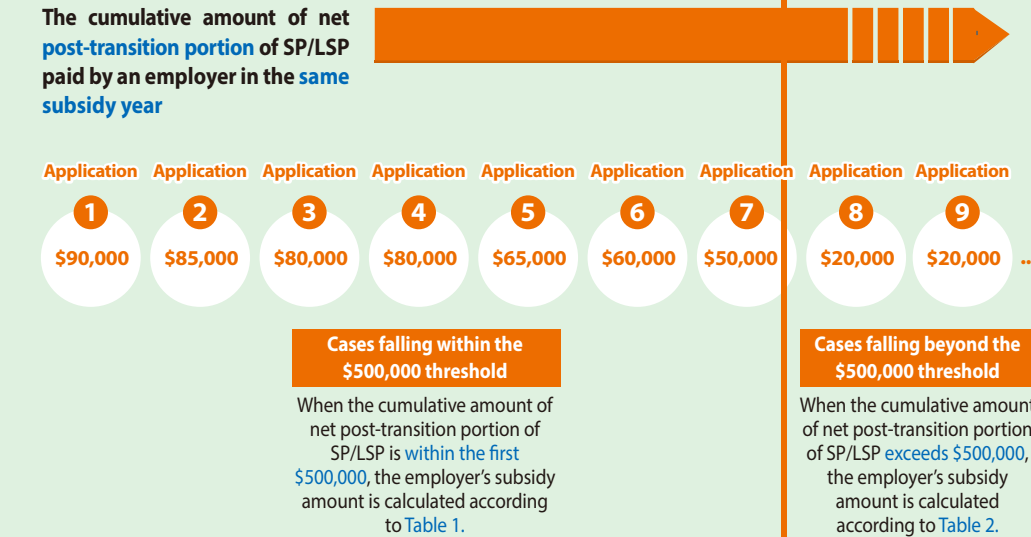 The cumulative amount of net
post-transition portion of SP/LSP
paid by an employer in the same
subsidy year
Application Application Application Application Application Application Application Application Application
1 2 3 4 5 6 7 8 9
$90,000 $85,000 $80,000 $80,000 $65,000 $60,000 $50,000 $20,000 $20,000 ...
Cases falling within the
$500,000 threshold
When the cumulative amount of
net post-transition portion of
SP/LSP is within the first
$500,000, the employer’s subsidy
amount is calculated according
to Table 1.
Cases falling beyond the
$500,000 threshold
When the cumulative amount
of net post-transition portion
of SP/LSP exceeds $500,000,
the employer’s subsidy
amount is calculated
according to Table 2.